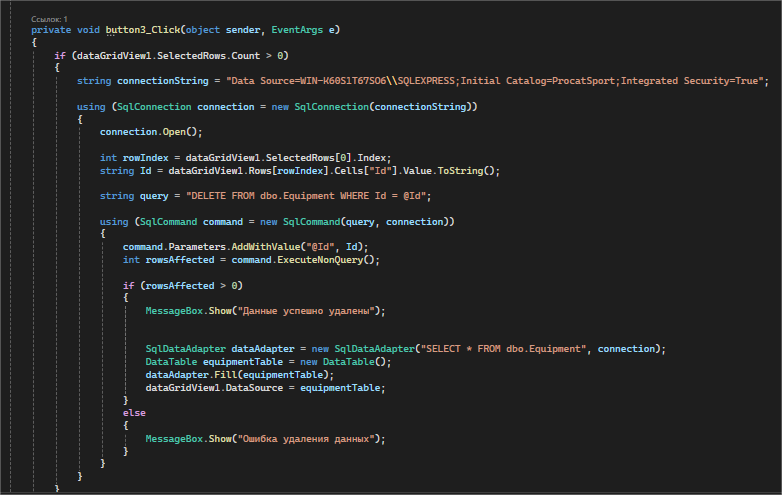 Ссылок: 1
private void button3_Click(object sender, EventArgs e)
{
if (dataGridView1.SelectedRows.Count > 0)
{
string connectionString = "Data Source=WIN-K60S1T67SO6\\SQLEXPRESS;Initial Catalog=ProcatSport;Integrated Security=True";
using (SqlConnection connection = new SqlConnection(connectionString))
{
connection.Open();
int rowIndex = dataGridView1.SelectedRows[0].Index;
string Id = dataGridView1.Rows[rowIndex].Cells["Id"].Value.ToString();
string query = "DELETE FROM dbo.Equipment WHERE Id = @Id";
using (SqlCommand command = new SqlCommand(query, connection))
{
command.Parameters.AddWithValue("@Id", Id);
int rowsAffected = command.ExecuteNonQuery();
if (rowsAffected > 0)
{
MessageBox.Show("Данные успешно удалены");
SqlDataAdapter dataAdapter = new SqlDataAdapter("SELECT * FROM dbo.Equipment", connection);
DataTable equipmentTable = new DataTable();
dataAdapter.Fill(equipmentTable);
dataGridView1.DataSource = equipmentTable;
}
else
{
MessageBox.Show("Ошибка удаления данных");
}
}
}
}